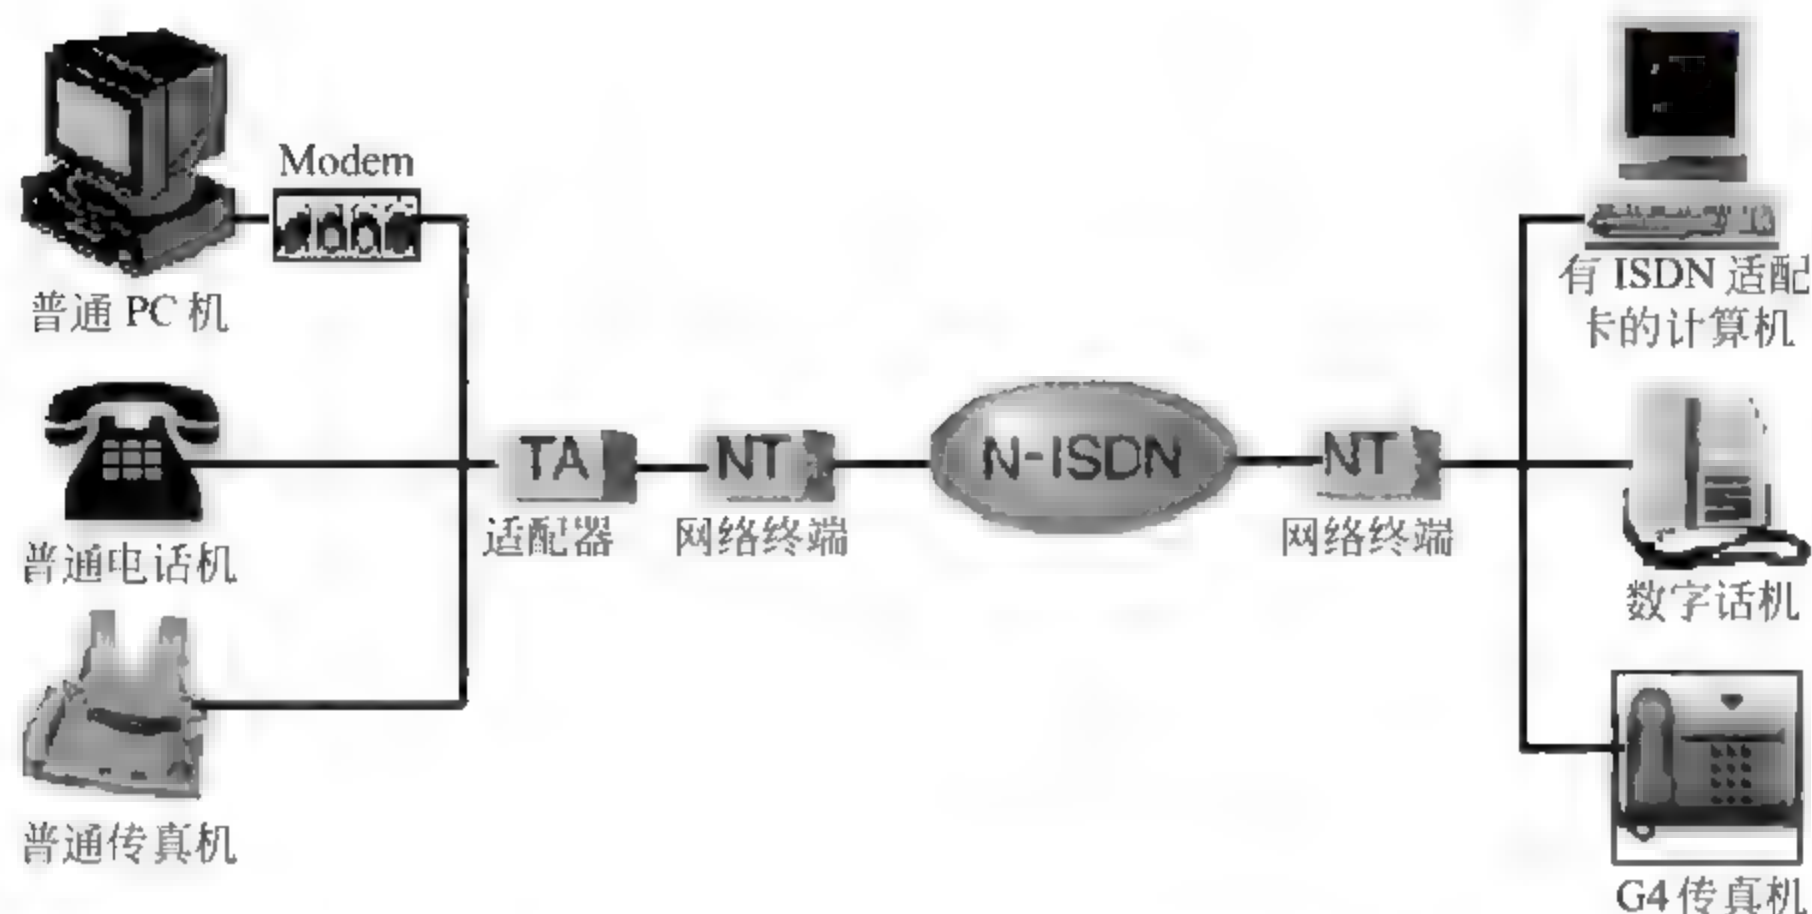 Modem
普通 PC 机
普通电话机
普通传真机
TA
适配器
NT
网络终端
N-ISDN
NT
网络终端
有 ISDN 适配
卡的计算机
数字话机
G4 传真机